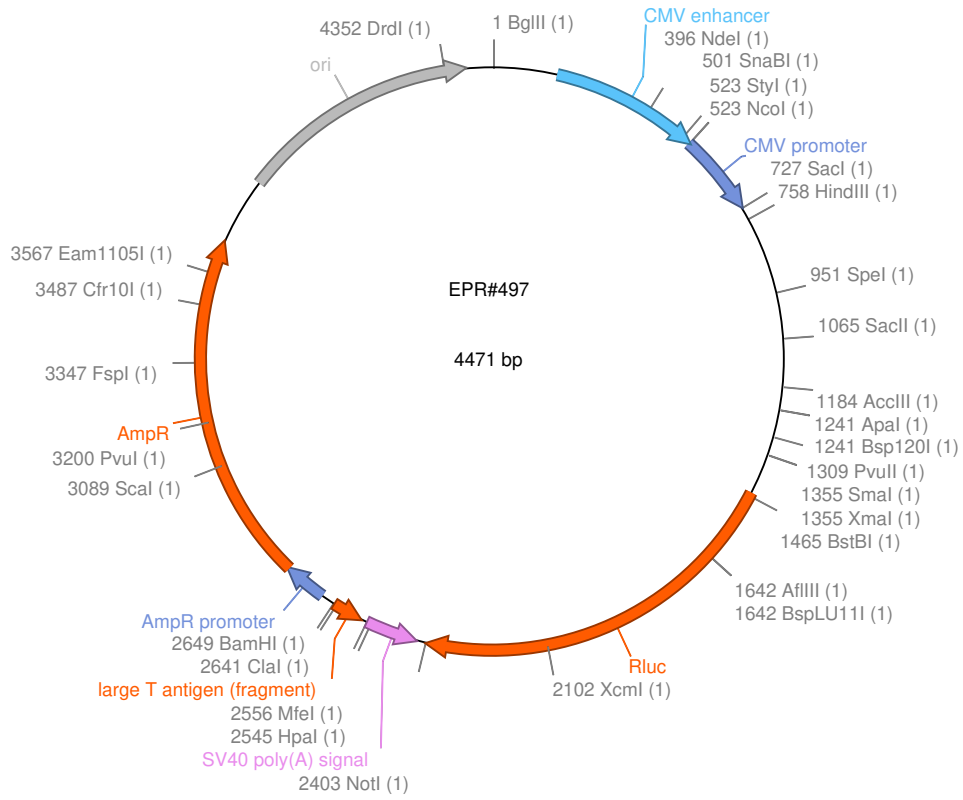 4352 DrdI (1)
1 BglII (1)
CMV enhancer
396 NdeI (1)
501 SnaBI (1)
523 StyI (1)
523 NcoI (1)
CMV promoter
727 SacI (1)
758 HindIII (1)
951 SpeI (1)
1065 SacII (1)
1184 AccIII (1)
1241 ApaI (1)
1241 Bsp120I (1)
1309 PvuII (1)
1355 SmaI (1)
1355 XmaI (1)
1465 BstBI (1)
1642 AflIII (1)
1642 BspLU11I (1)
Rluc
2102 XcmI (1)
2403 NotI (1)
SV40 poly(A) signal
2545 HpaI (1)
2556 MfeI (1)
large T antigen (fragment)
2641 ClaI (1)
2649 BamHI (1)
AmpR promoter
3089 ScaI (1)
3200 PvuI (1)
AmpR
3347 FspI (1)
3487 Cfr10I (1)
3567 Eam1105I (1)
ori
EPR#497
4471 bp